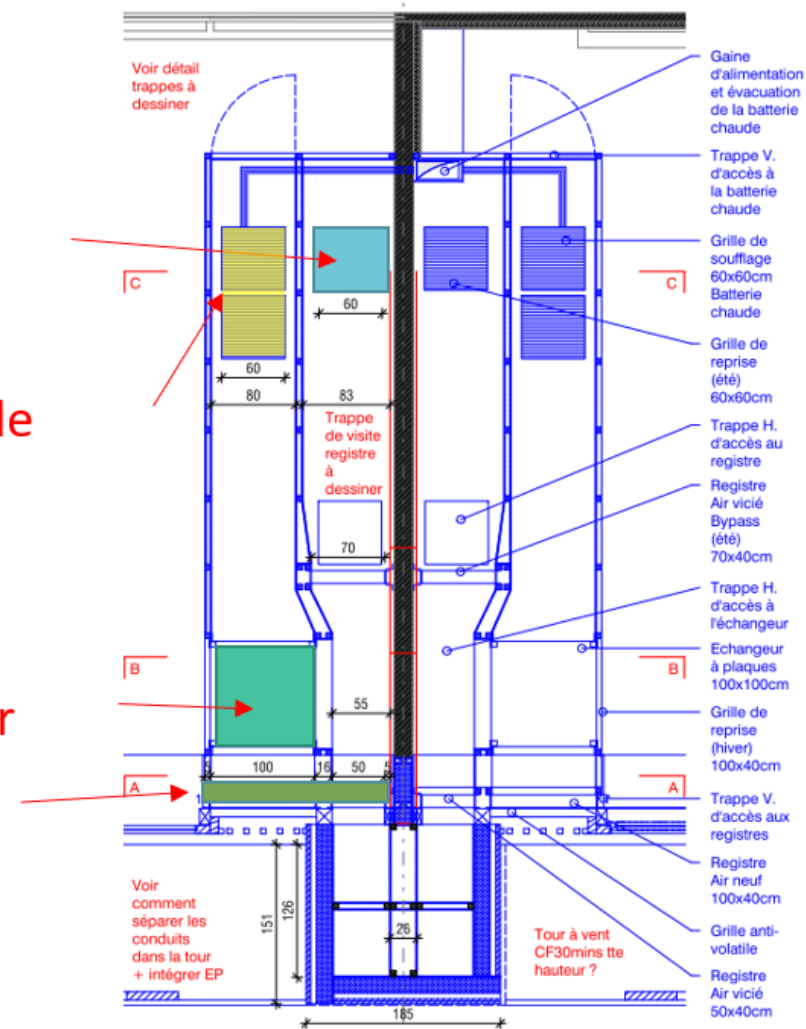 Voir détail
trappes à
dessiner
Gaine
d'alimentation
et évacuation
de la batterie
chaude
Trappe V.
d'accès à
la batterie
chaude
Grille de
soufflage
60x60cm
Batterie
chaude
C
C
60
60
80
83
Grille de
reprise
(été)
60x60cm
le
Trappe
de visite
registre
à
dessiner
Trappe H.
d'accès au
registre
Registre
Air vicié
Bypass
(été)
70x40cm
70
Trappe H.
d'accès à
l'échangeur
Echangeur
à plaques
100x100cm
B
B
55
r
Grille de
reprise
(hiver)
100x40cm
5
100
16
50
5
A
A
Trappe V.
d'accès aux
registres
Registre
Air neuf
100x40cm
Grille anti-
volatile
Registre
Air vicié
50x40cm
Voir
comment
séparer les
conduits
dans la tour
+ intégrer EP
151
126
26
185
Tour à vent
CF30mins tte
hauteur ?